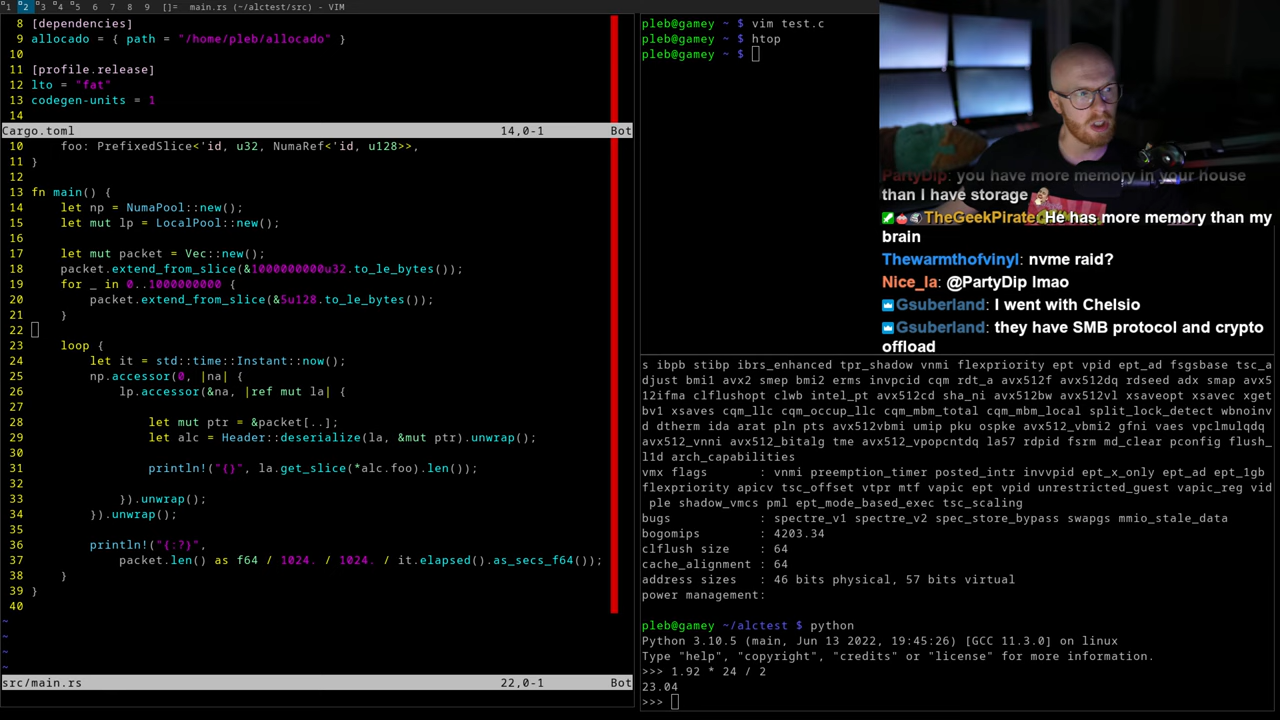 1 2 3 4 5 6 7 8 9 []= main.rs (~/alctest/src) - VIM
8 [dependencies]
9 allocado = { path = "/home/pleb/allocado" }
10
11 [profile.release]
12 lto = "fat"
13 codegen-units = 1
14
Cargo.toml 14,0-1 Bot
10 foo: PrefixedSlice<'id, u32, NumaRef<'id, u128>>,
11 }
12
13 fn main() {
14 let np = NumaPool::new();
15 let mut lp = LocalPool::new();
16
17 let mut packet = Vec::new();
18 packet.extend_from_slice(&1000000000u32.to_le_bytes());
19 for _ in 0..1000000000 {
20 packet.extend_from_slice(&5u128.to_le_bytes());
21 }
22
23 loop {
24 let it = std::time::Instant::now();
25 np.accessor(0, |na| {
26 lp.accessor(&na, |ref mut la| {
27
28 let mut ptr = &packet[..];
29 let alc = Header::deserialize(la, &mut ptr).unwrap();
30
31 println!("{}", la.get_slice(*alc.foo).len());
32
33 }).unwrap();
34 }).unwrap();
35
36 println!("{:?}",
37 packet.len() as f64 / 1024. / 1024. / it.elapsed().as_secs_f64());
38 }
39 }
40
~
~
~
~
src/main.rs 22,0-1 Bot
pleb@gamey ~ $ vim test.c
pleb@gamey ~ $ htop
pleb@gamey ~ $
PartyDip: you have more memory in your house
than I have storage
TheGeekPirate: He has more memory than my
brain
Thewarmthofvinyl: nvme raid?
Nice_la: @PartyDip lmao
Gsuberland: I went with Chelsio
Gsuberland: they have SMB protocol and crypto
offload
s ibpb stibp ibrs_enhanced tpr_shadow vnmi flexpriority ept vpid ept_ad fsgsbase tsc_a
djust bmi1 avx2 smep bmi2 erms invpcid cqm rdt_a avx512f avx512dq rdseed adx smap avx5
12ifma clflushopt clwb intel_pt avx512cd sha_ni avx512bw avx512vl xsaveopt xsavec xget
bv1 xsaves cqm_llc cqm_occup_llc cqm_mbm_total cqm_mbm_local split_lock_detect wbnoinv
d dtherm ida arat pln pts avx512vbmi umip pku ospke avx512_vbmi2 gfni vaes vpclmulqdq
avx512_vnni avx512_bitalg tme avx512_vpopcntdq la57 rdpid fsrm md_clear pconfig flush_
l1d arch_capabilities
vmx flags : vnmi preemption_timer posted_intr invvpid ept_x_only ept_ad ept_1gb
flexpriority apicv tsc_offset vtpr mtf vapic ept vpid unrestricted_guest vapic_reg vid
ple shadow_vmcs pml ept_mode_based_exec tsc_scaling
bugs : spectre_v1 spectre_v2 spec_store_bypass swapgs mmio_stale_data
bogomips : 4203.34
clflush size : 64
cache_alignment : 64
address sizes : 46 bits physical, 57 bits virtual
power management:
pleb@gamey ~/alctest $ python
Python 3.10.5 (main, Jun 13 2022, 19:45:26) [GCC 11.3.0] on linux
Type "help", "copyright", "credits" or "license" for more information.
>>> 1.92 * 24 / 2
23.04
>>>